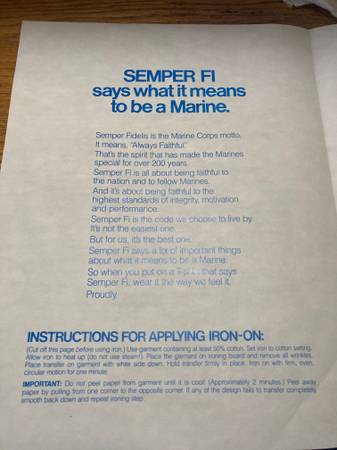 SEMPER FI
says what it means
to be a Marine.
Semper Fidelis is the Marine Corps motto.
It means, "Always Faithful."
That's the spirit that has made the Marines
special for over 200 years.
Semper Fi is all about being faithful to
the nation and to fellow Marines.
And it's about being faithful to the
highest standards of integrity, motivation
and performance.
Semper Fi is the code we choose to live by.
It's not the easiest one.
But for us, it's the best one.
Semper Fi says a lot of important things
about what it means to be a Marine.
So when you put on a T-shirt that says
Semper Fi, wear it the way we feel it.
Proudly.
INSTRUCTIONS FOR APPLYING IRON-ON:
(Cut off this page before using iron.) Use garment containing at least 50% cotton. Set iron to cotton setting.
Allow iron to heat up (do not use steam!). Place the garment on ironing board and remove all wrinkles.
Place transfer on garment with white side down. Hold transfer firmly in place. Iron on with firm, even,
circular motion for one minute.
IMPORTANT: Do not peel paper from garment until it is cool. (Approximately 2 minutes.) Peel away
paper by pulling from one corner to the opposite corner. If any of the design fails to transfer completely
smooth back down and repeat ironing step.